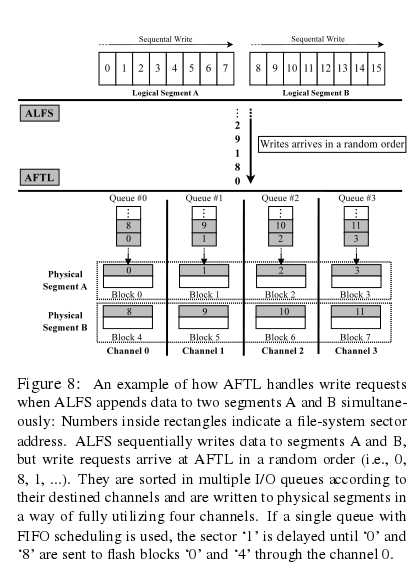 Sequential Write Sequential Write
0 1 2 3 4 5 6 7 8 9 10 11 12 13 14 15
Logical Segment A Logical Segment B
ALFS
2
9
1
8
0
Writes arrives in a random order
AFTL
Queue #0 Queue #1 Queue #2 Queue #3
8 9 10 11
0 1 2 3
Physical Segment A
0 1 2 3
Block 0 Block 1 Block 2 Block 3
Physical Segment B
8 9 10 11
Block 4 Block 5 Block 6 Block 7
Channel 0 Channel 1 Channel 2 Channel 3
Figure 8: An example of how AFTL handles write requests
when ALFS appends data to two segments A and B simultane-
ously: Numbers inside rectangles indicate a file-system sector
address. ALFS sequentially writes data to segments A and B,
but write requests arrive at AFTL in a random order (i.e., 0,
8, 1, ...). They are sorted in multiple I/O queues according to
their destined channels and are written to physical segments in
a way of fully utilizing four channels. If a single queue with
FIFO scheduling is used, the sector ‘1’ is delayed until ‘0’ and
‘8’ are sent to flash blocks ‘0’ and ‘4’ through the channel 0.